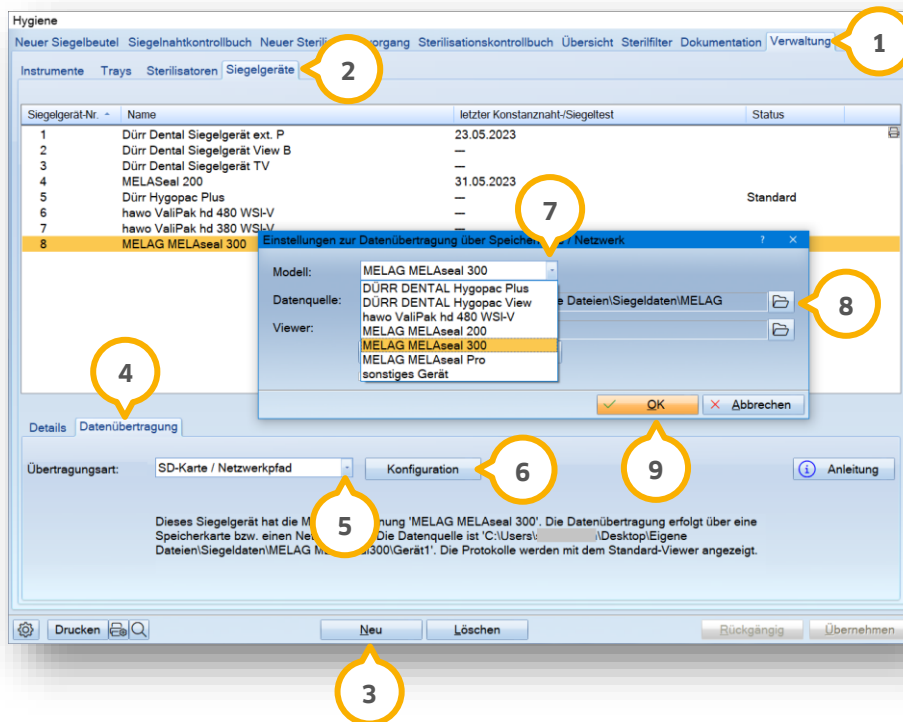 Hygiene
Neuer Siegelbeutel Siegelnahtkontrollbuch Neuer Sterili organg Sterilisationskontrollbuch Übersicht Sterilfilter Dokumentation Verwaltung
1
Instrumente Trays Sterilisatoren Siegelgeräte
2
Siegelgerät-Nr. Name letzter Konstanznaht-/Siegeltest Status
1 Dürr Dental Siegelgerät ext. P 23.05.2023
2 Dürr Dental Siegelgerät View B —
3 Dürr Dental Siegelgerät TV —
4 MELASeal 200 31.05.2023
5 Dürr Hygopac Plus — Standard
6 hawo ValiPak hd 480 WSI-V —
7 hawo ValiPak hd 380 WSI-V —
8 MELAG MELAseal 300
7
Einstellungen zur Datenübertragung über Speicher e / Netzwerk ? ×
Modell: MELAG MELAseal 300
DÜRR DENTAL Hygopac Plus
Datenquelle: DÜRR DENTAL Hygopac View e Dateien\Siegeldaten\MELAG
8
hawo ValiPak hd 480 WSI-V
Viewer: MELAG MELAseal 200
MELAG MELAseal 300
MELAG MELAseal Pro
sonstiges Gerät
OK Abbrechen
9
4
Details Datenübertragung
Übertragungsart: SD-Karte / Netzwerkpfad Konfiguration Anleitung
5
6
Dieses Siegelgerät hat die M nung 'MELAG MELAseal 300'. Die Datenübertragung erfolgt über eine
Speicherkarte bzw. einen Ne Die Datenquelle ist 'C:\Users\s \Desktop\Eigene
Dateien\Siegeldaten\MELAG M l300\Gerät1'. Die Protokolle werden mit dem Standard-Viewer angezeigt.
Drucken Neu Löschen Rückgängig Übernehmen
3